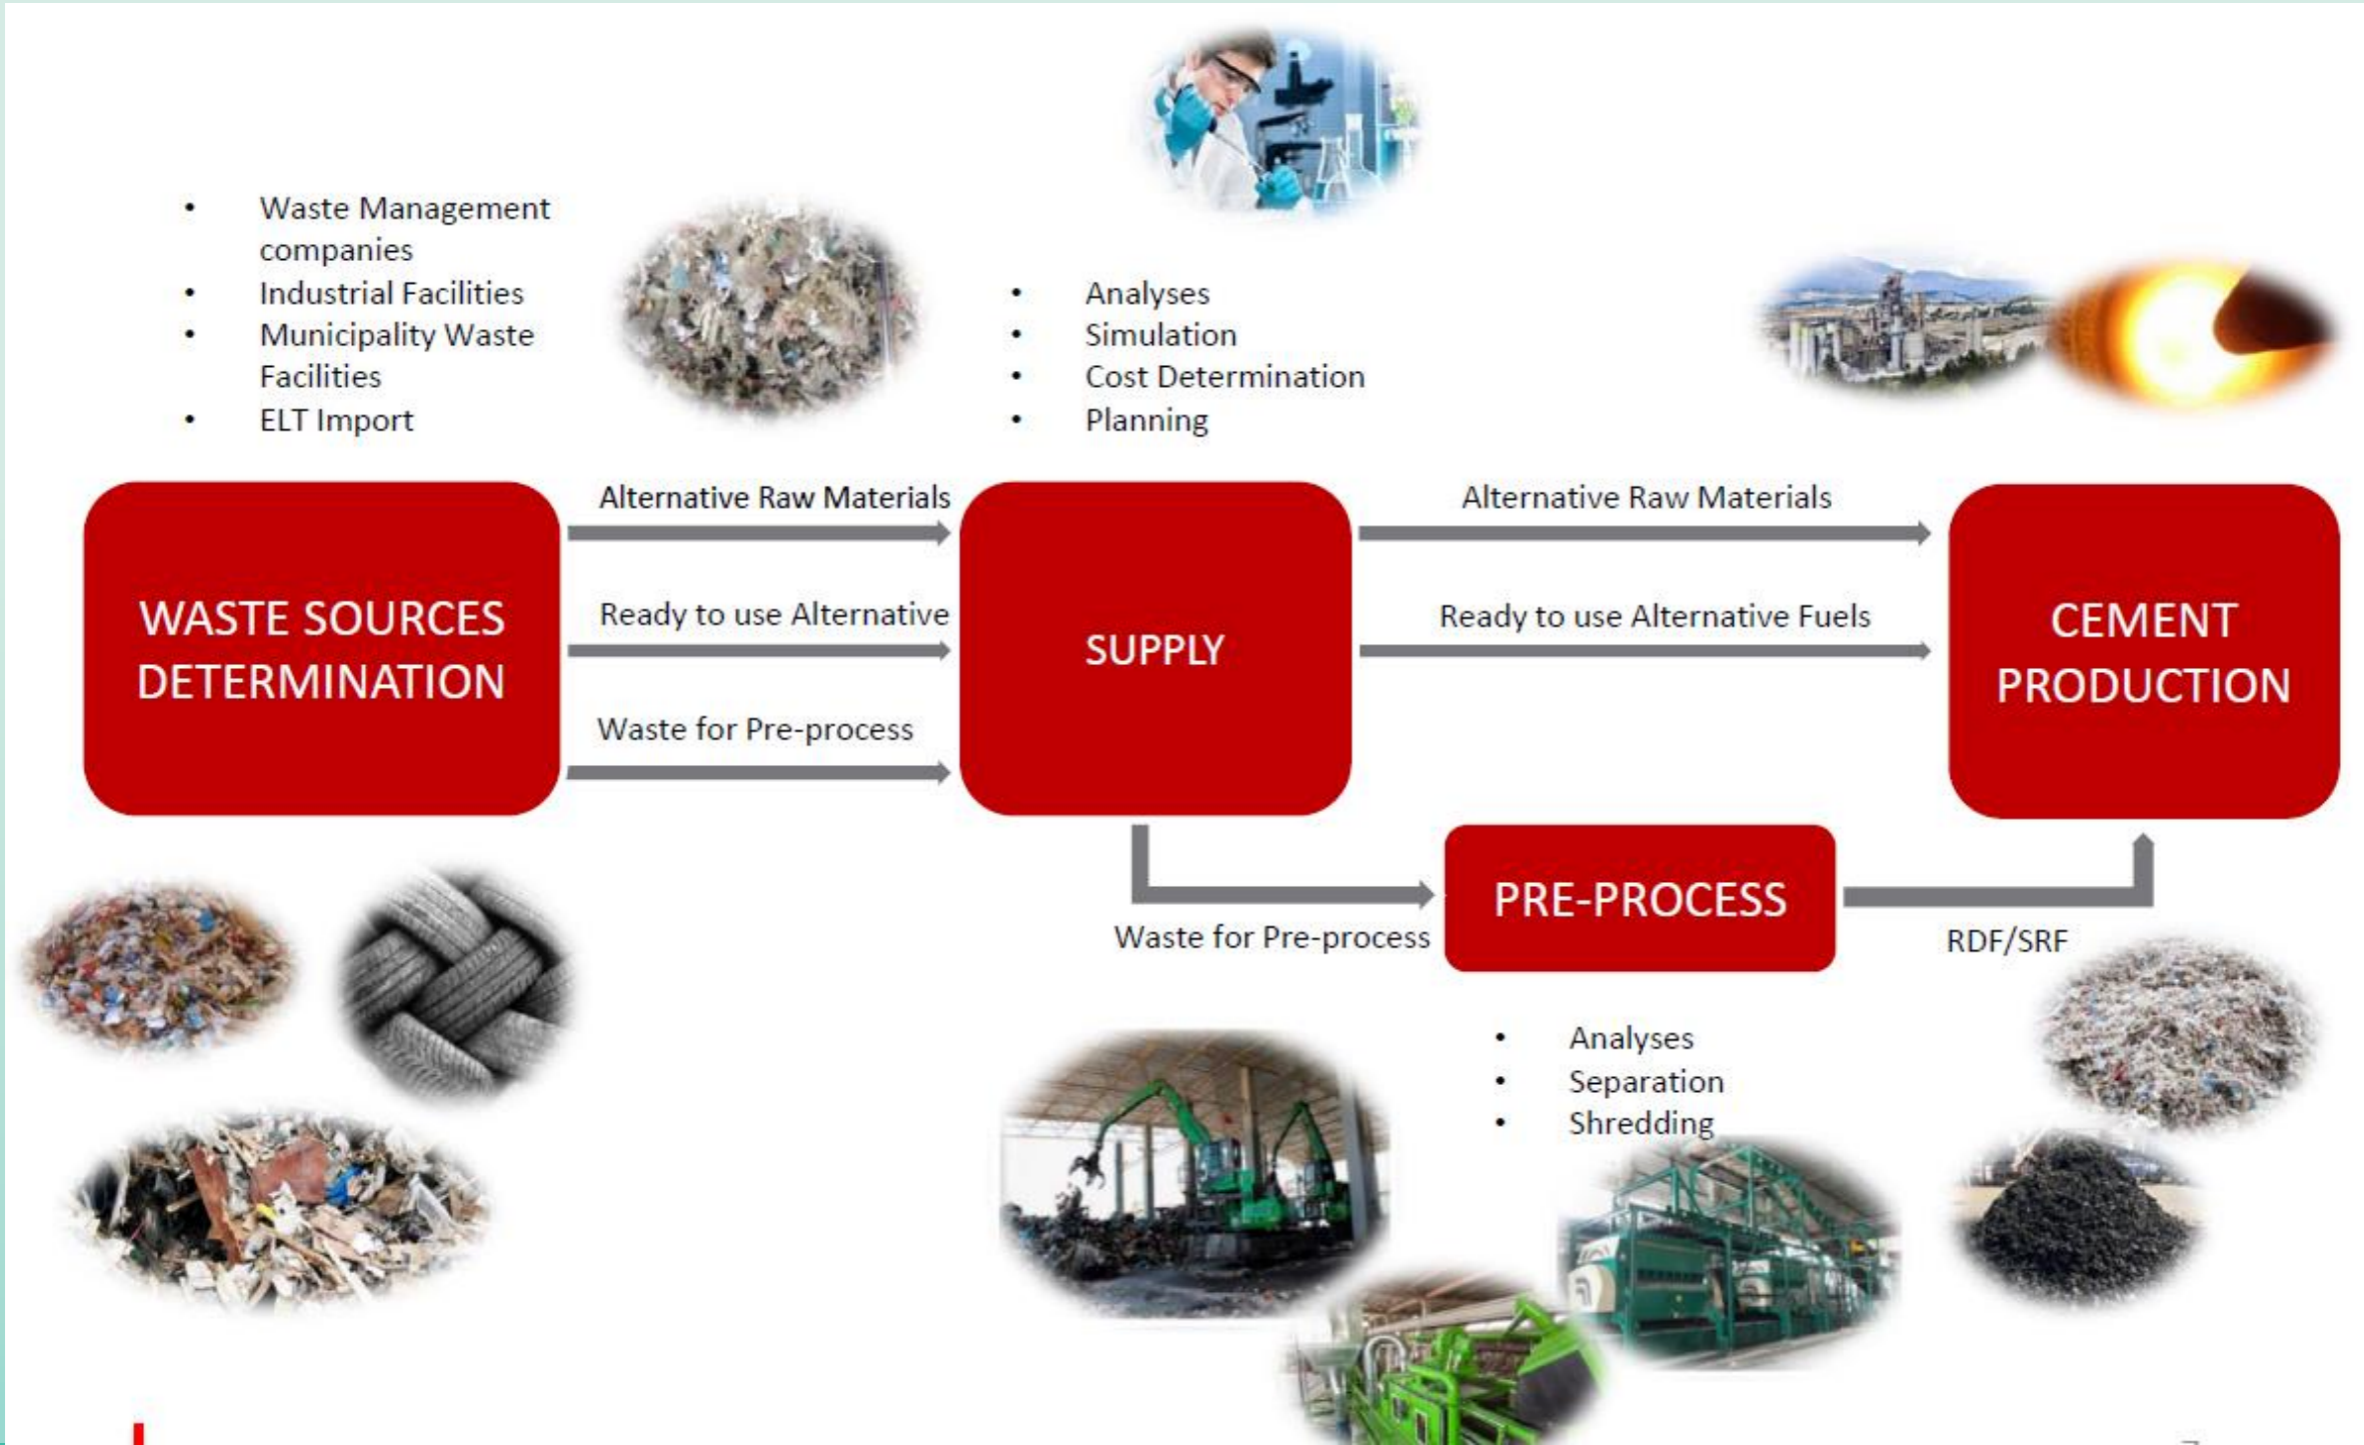 • Waste Management
companies
• Industrial Facilities
• Municipality Waste
Facilities
• ELT Import
• Analyses
• Simulation
• Cost Determination
• Planning
WASTE SOURCES
DETERMINATION
Alternative Raw Materials
Ready to use Alternative
Waste for Pre-process
SUPPLY
Alternative Raw Materials
Ready to use Alternative Fuels
CEMENT
PRODUCTION
Waste for Pre-process
PRE-PROCESS
RDF/SRF
• Analyses
• Separation
• Shredding